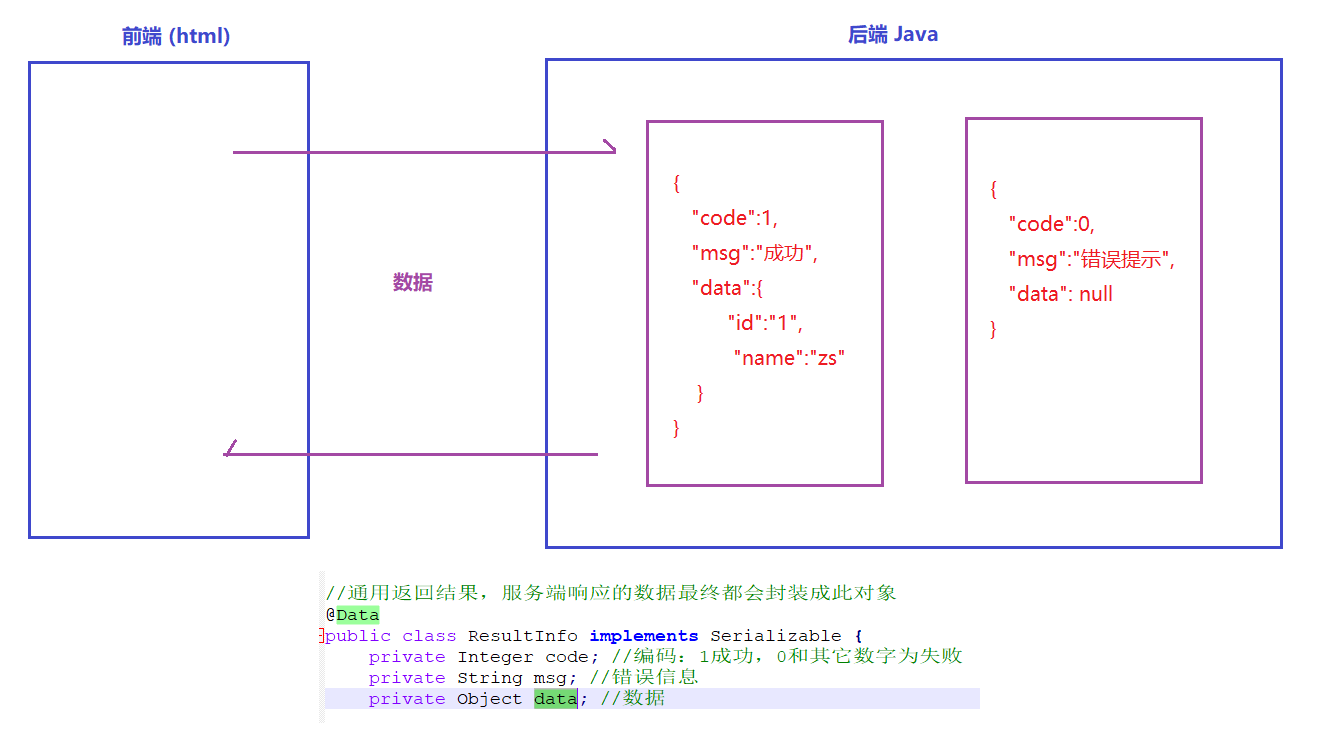 前端 (html)
后端 Java
数据
{
"code":1,
"msg":"成功",
"data":{
"id":"1",
"name":"zs"
}
}
{
"code":0,
"msg":"错误提示",
"data": null
}
//通用返回结果，服务端响应的数据最终都会封装成此对象
@Data
public class ResultInfo implements Serializable {
private Integer code; //编码：1成功，0和其它数字为失败
private String msg; //错误信息
private Object data; //数据